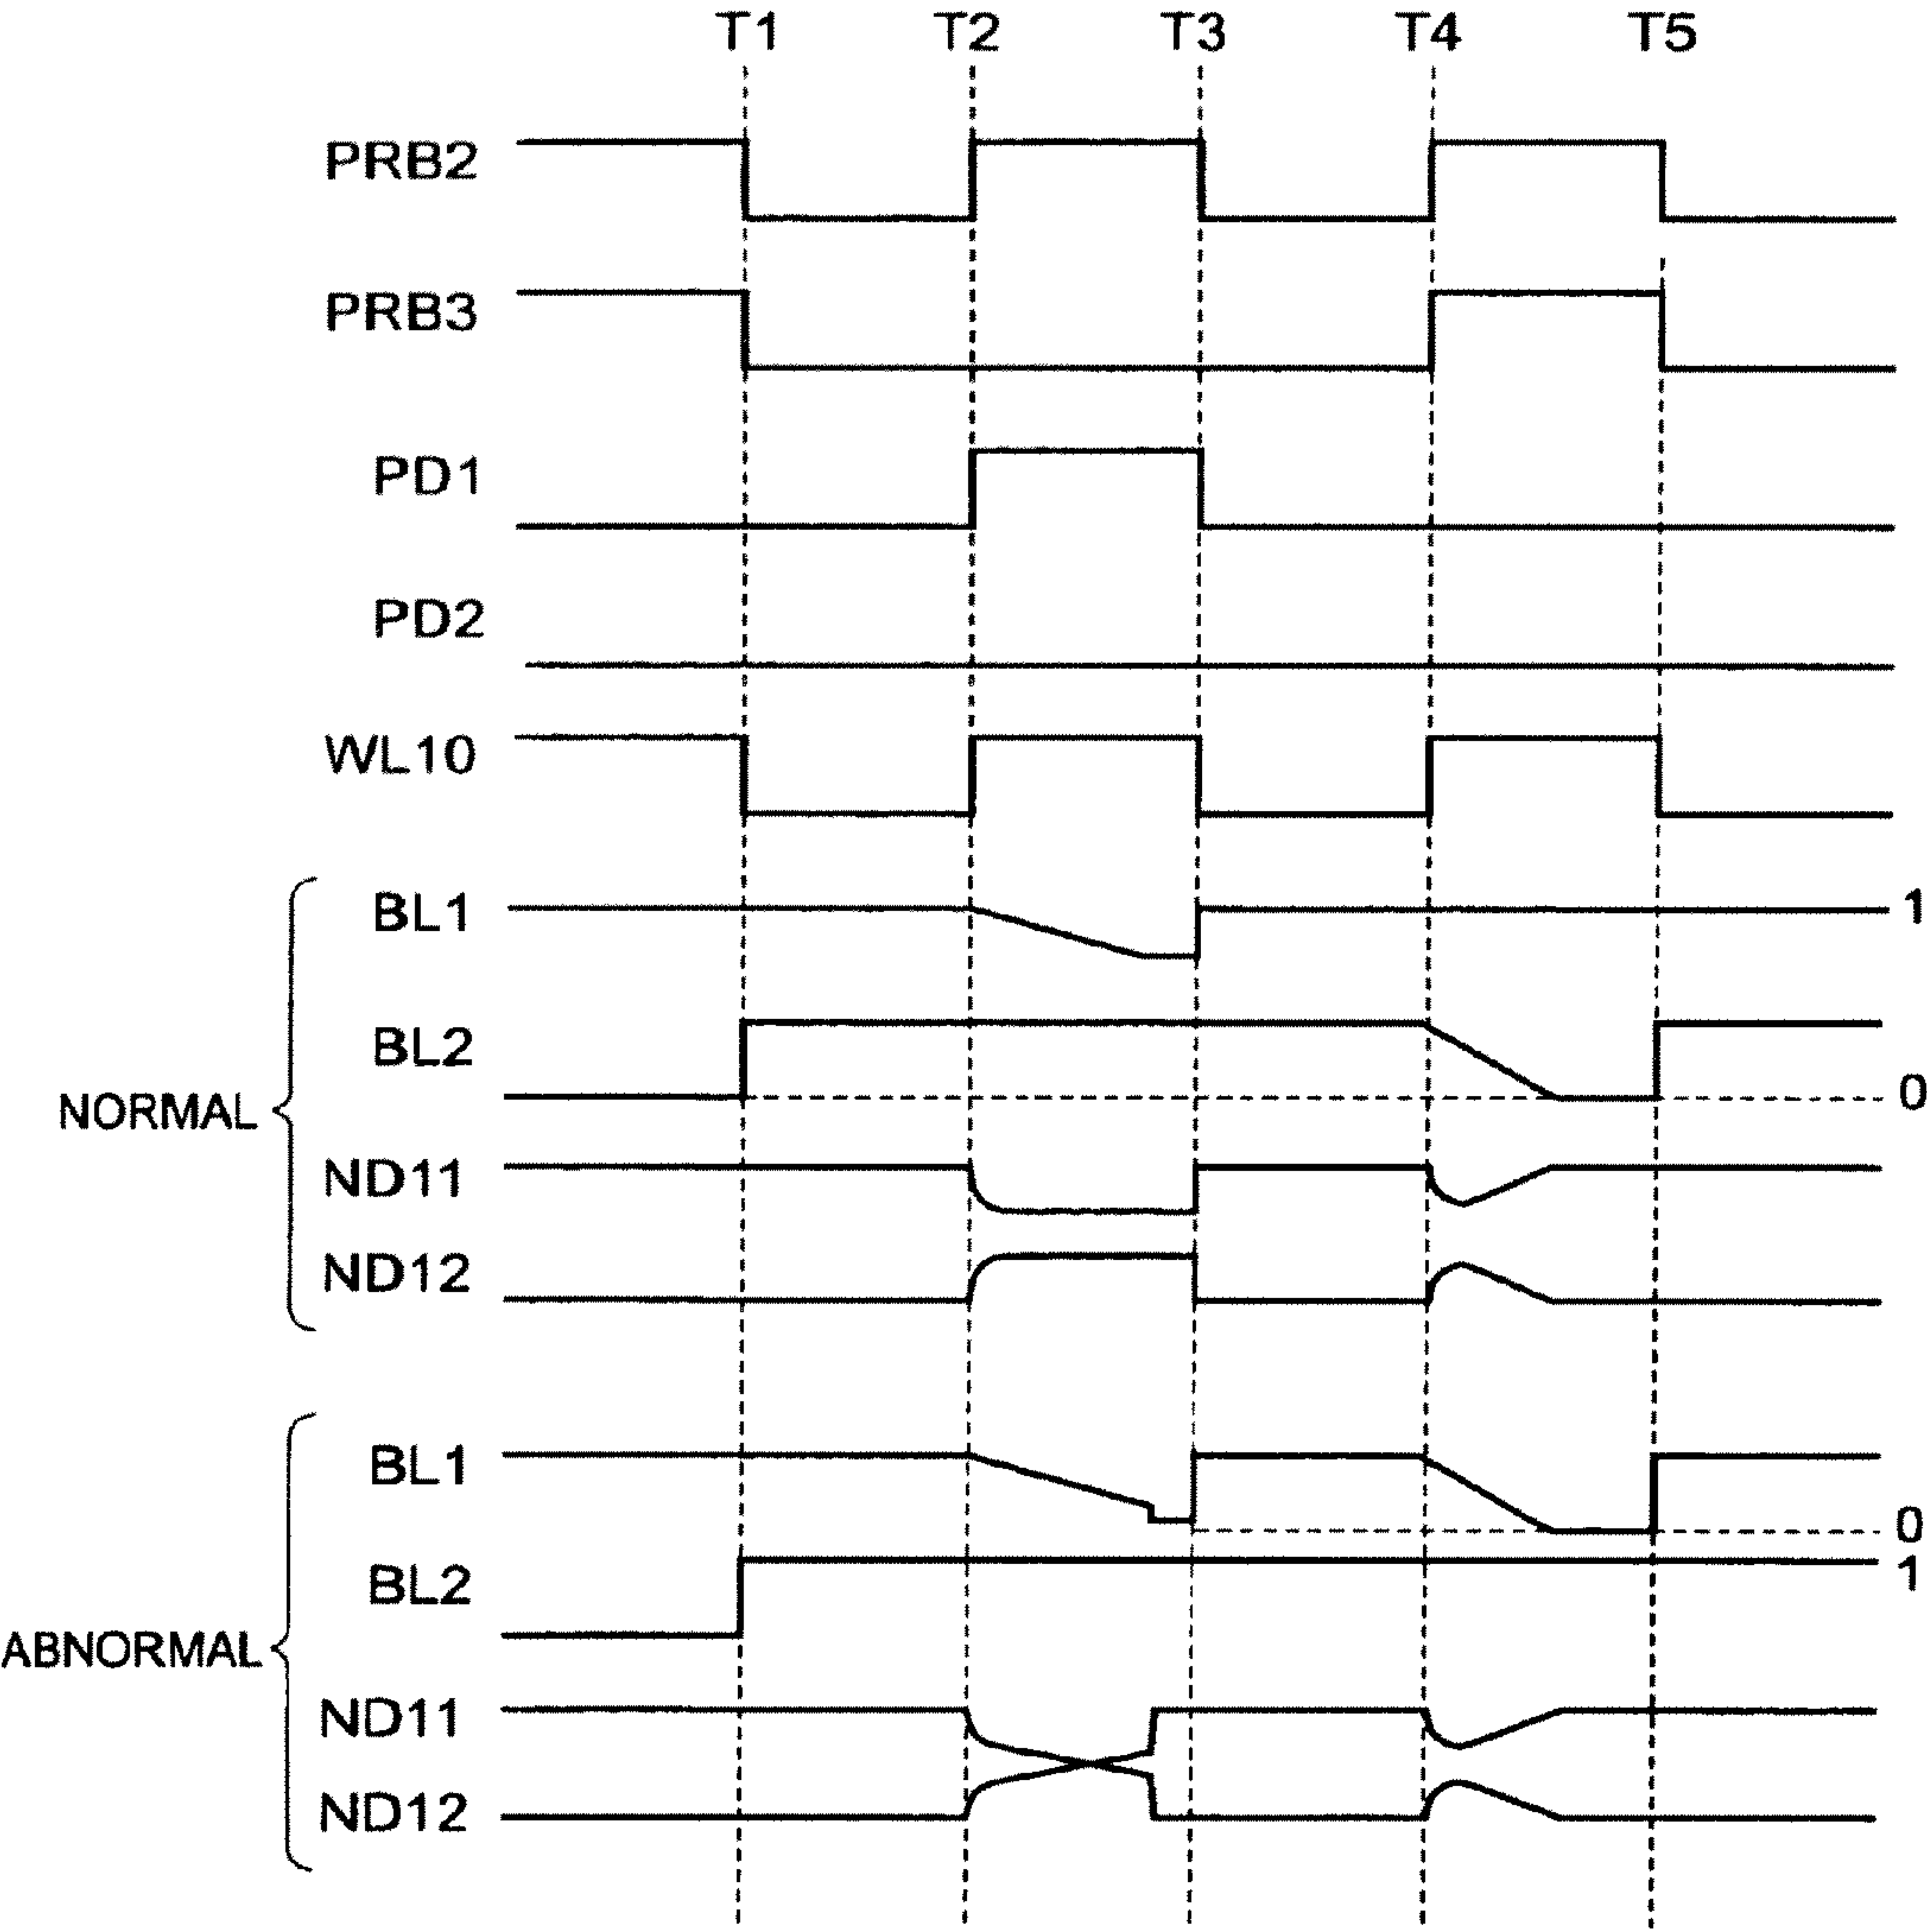 T1 T2 T3 T4 T5
PRB2
PRB3
PD1
PD2
WL10
BL1 1
BL2
0
NORMAL
ND11
ND12
BL1
0
BL2 1
ABNORMAL
ND11
ND12